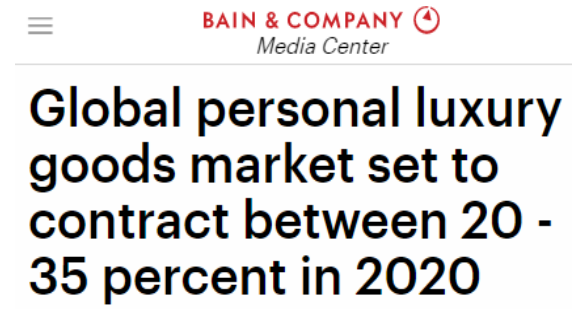 BAIN & COMPANY
Media Center
Global personal luxury
goods market set to
contract between 20 -
35 percent in 2020